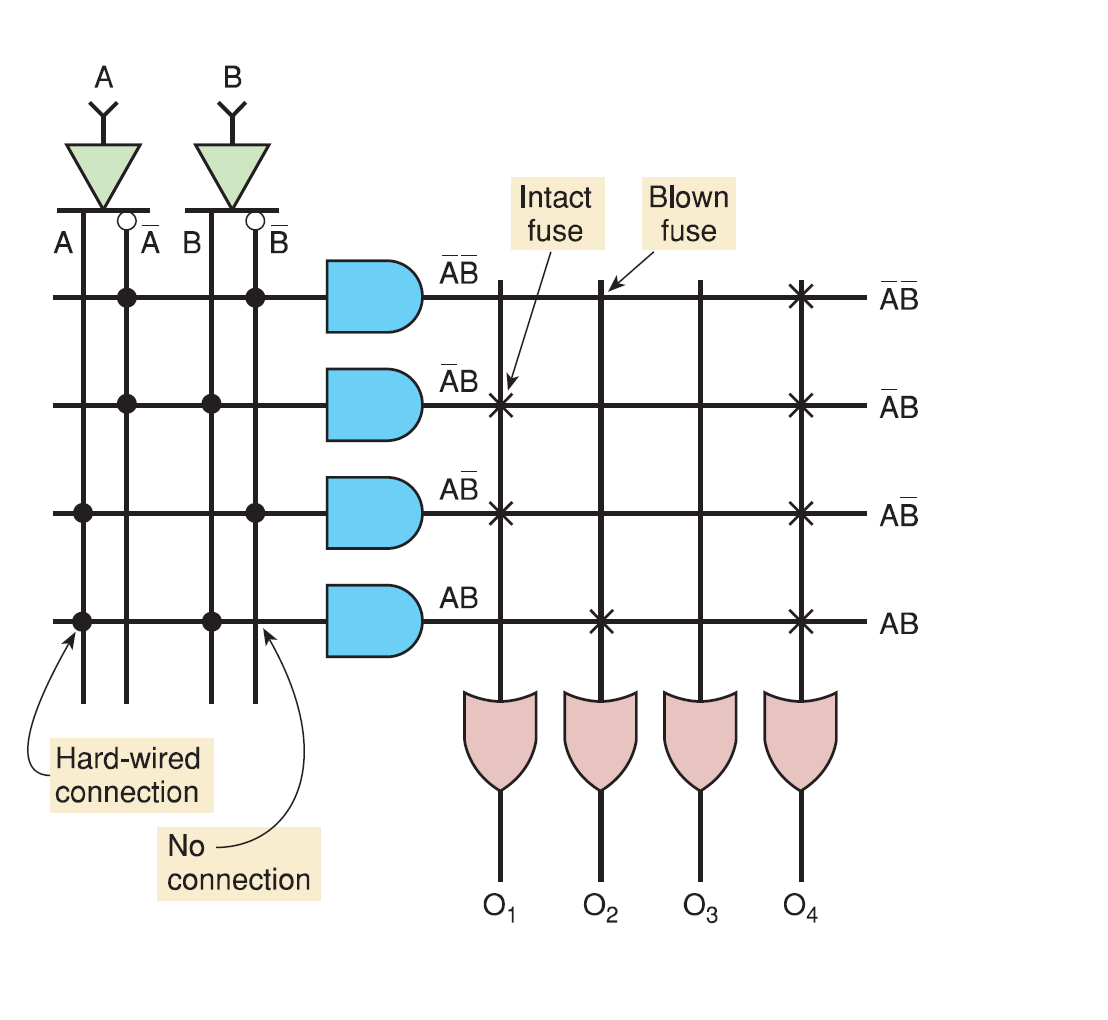 A B
Intact
fuse
Blown
fuse
A A̅ B B̅
A̅B̅
A̅B̅
A̅B
A̅B
AB̅
AB̅
AB
AB
Hard-wired
connection
No
connection
O₁ O₂ O₃ O₄